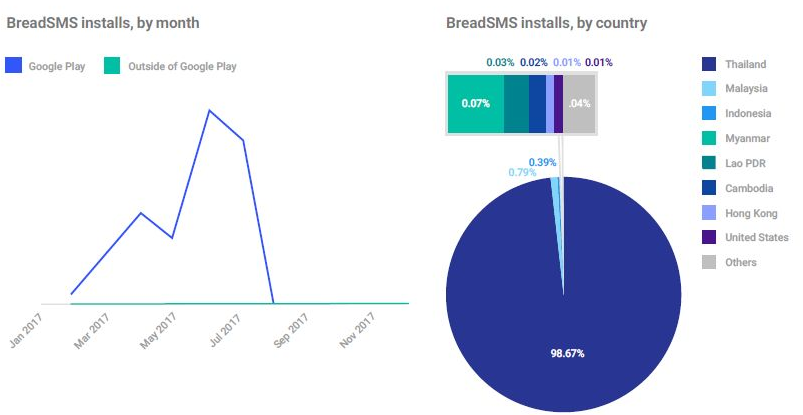 BreadSMS installs, by month
Google Play
Outside of Google Play
Jan 2017
Mar 2017
May 2017
Jul 2017
Sep 2017
Nov 2017
BreadSMS installs, by country
0.03% 0.02% 0.01% 0.01%
0.07%
.04%
0.39%
0.79%
98.67%
Thailand
Malaysia
Indonesia
Myanmar
Lao PDR
Cambodia
Hong Kong
United States
Others